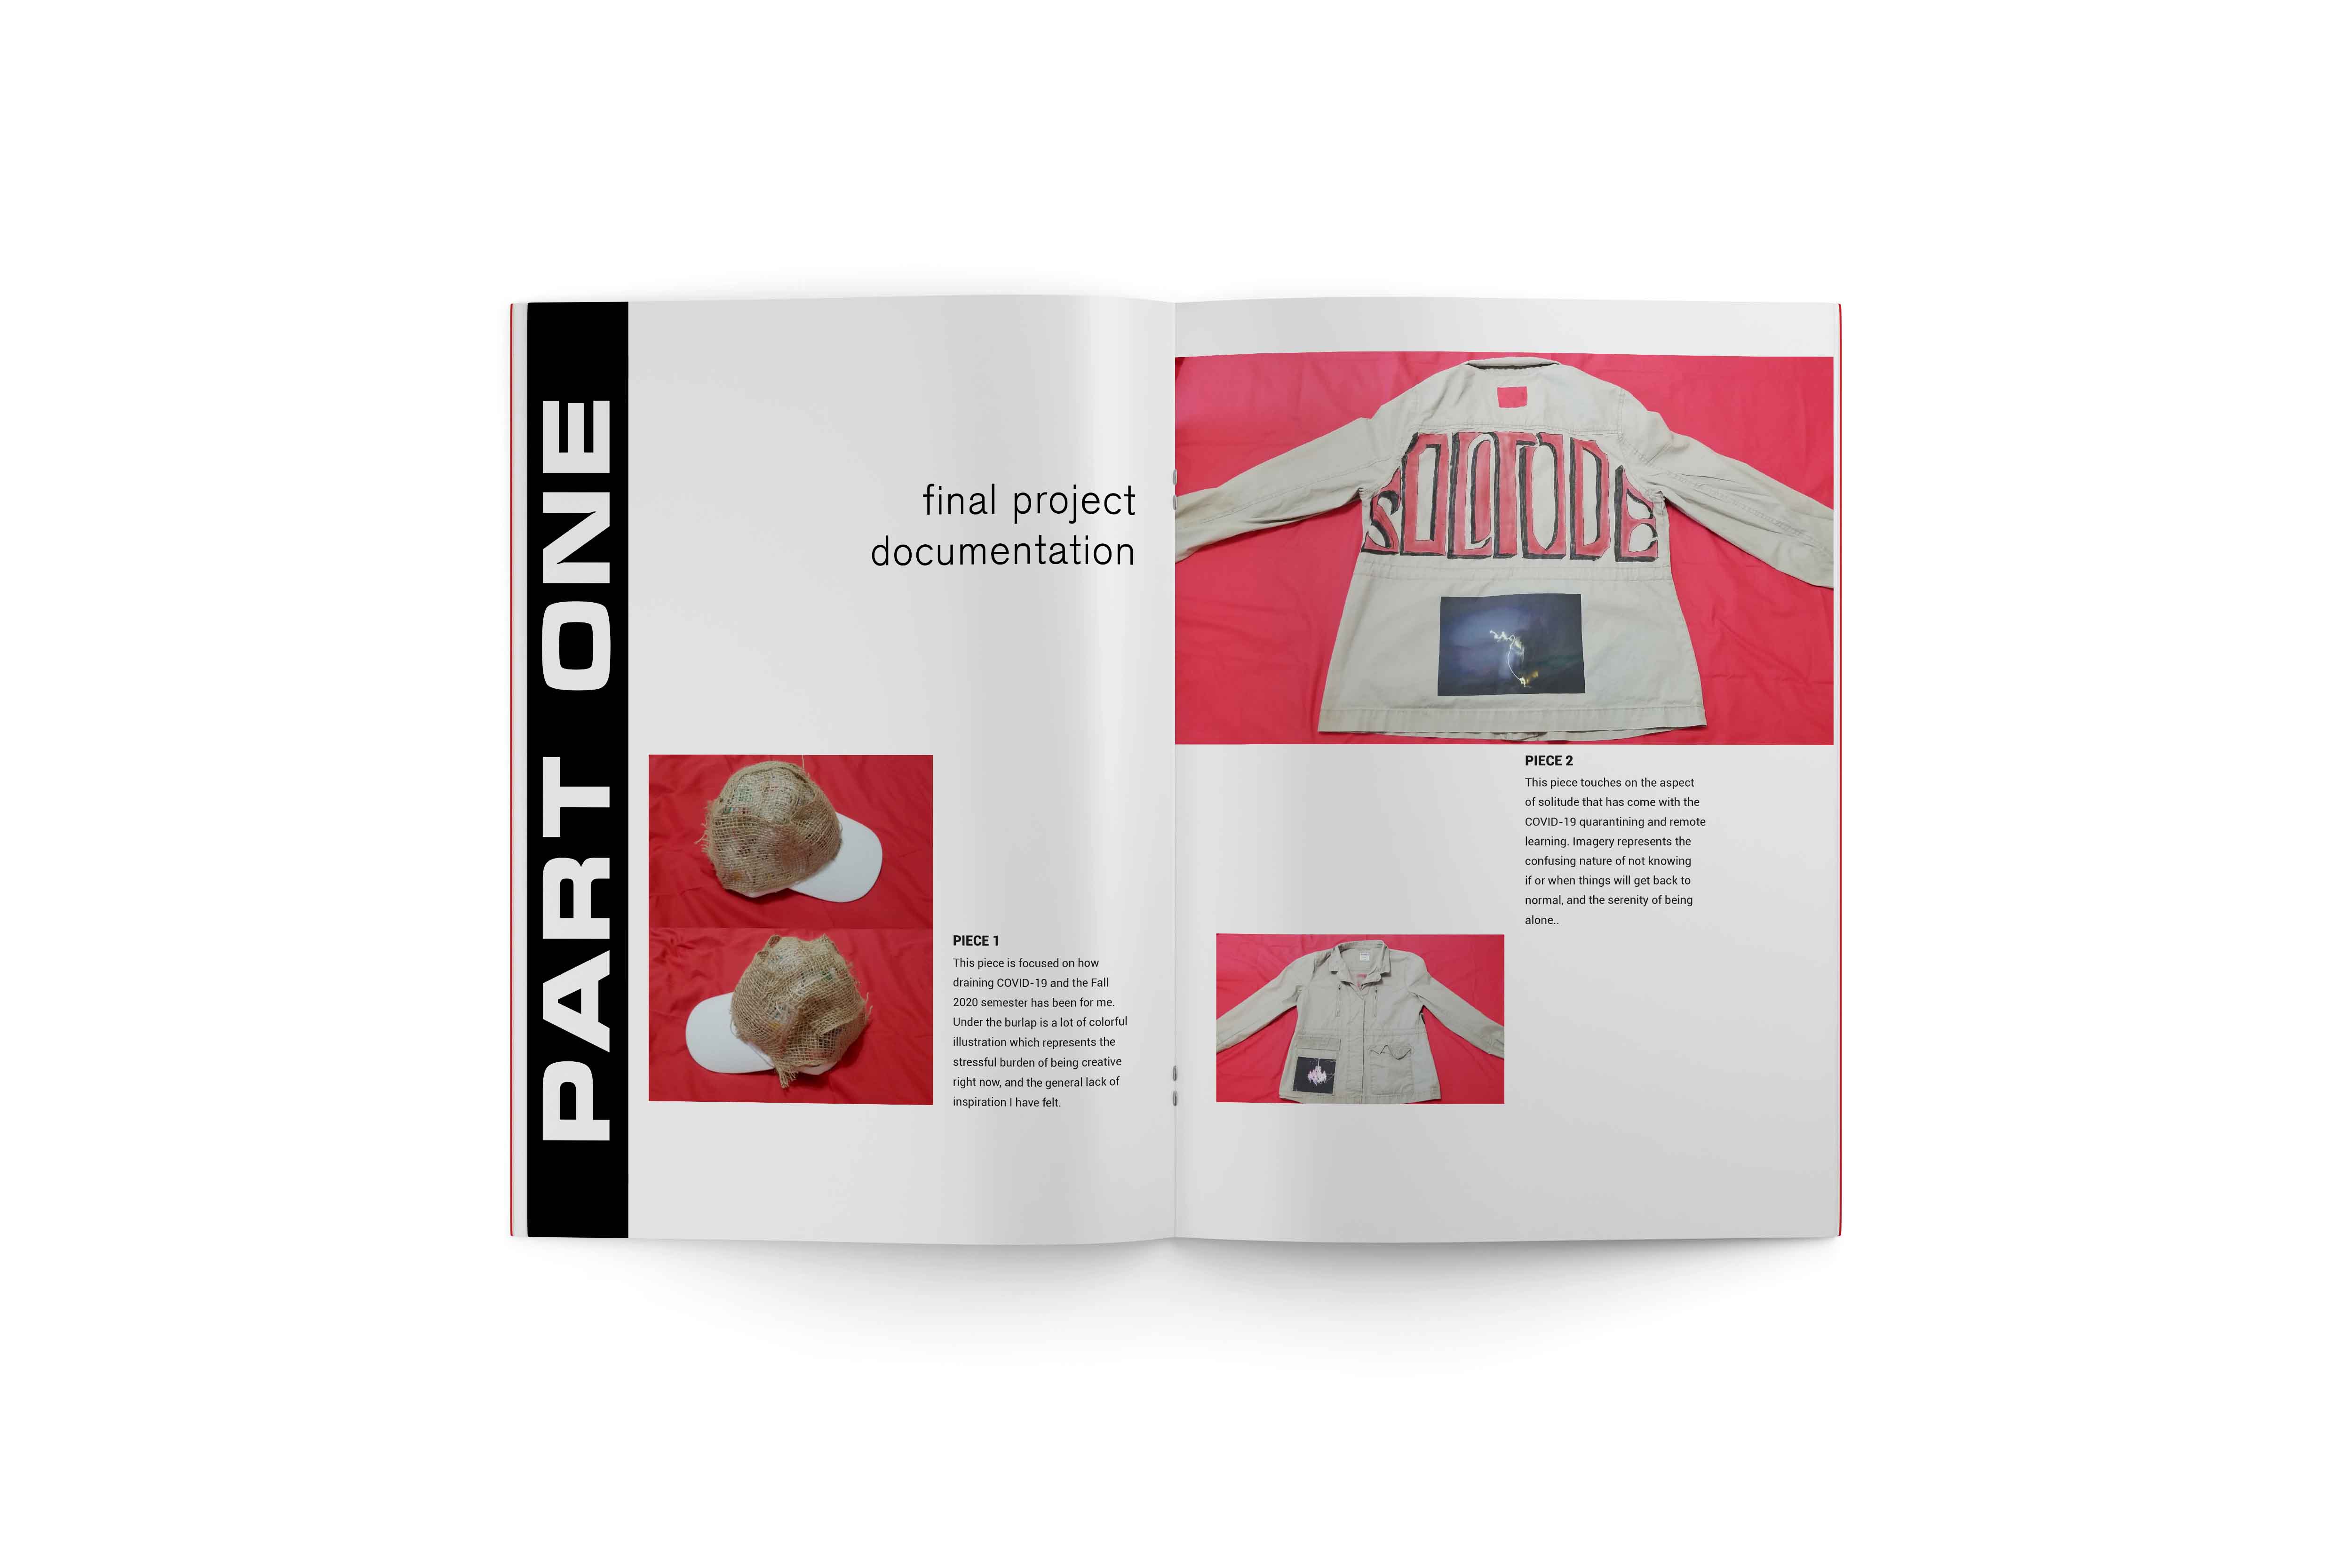 PART ONE
final project
documentation
PIECE 1
This piece is focused on how
draining COVID-19 and the Fall
2020 semester has been for me.
Under the burlap is a lot of colorful
illustration which represents the
stressful burden of being creative
right now, and the general lack of
inspiration I have felt.
SOLITUDE
PIECE 2
This piece touches on the aspect
of solitude that has come with the
COVID-19 quarantining and remote
learning. Imagery represents the
confusing nature of not knowing
if or when things will get back to
normal, and the serenity of being
alone..